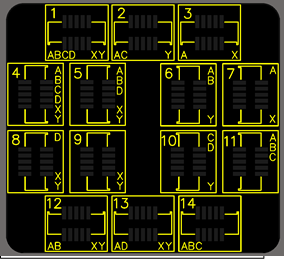 1 2 3
ABCD XY AC Y A X
4 5 6 7
A A A A
B B B
C D
D
X X
Y Y Y X
8 9 10 11
D C A
D B
C
X
Y Y Y
12 13 14
AB XY AD XY ABC